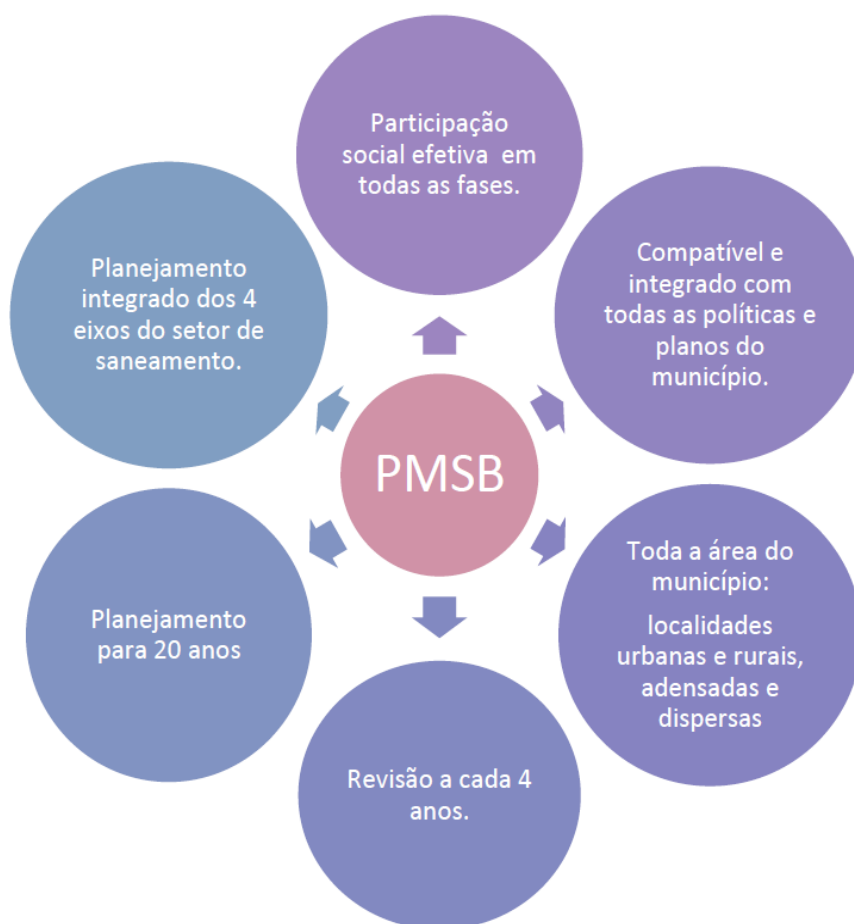 Participação
social efetiva em
todas as fases.
Compatível e
integrado com
todas as políticas e
planos do
município.
Toda a área do
município:
localidades
urbanas e rurais,
adensadas e
dispersas
Revisão a cada 4
anos.
Planejamento
para 20 anos
Planejamento
integrado dos 4
eixos do setor de
saneamento.
PMSB